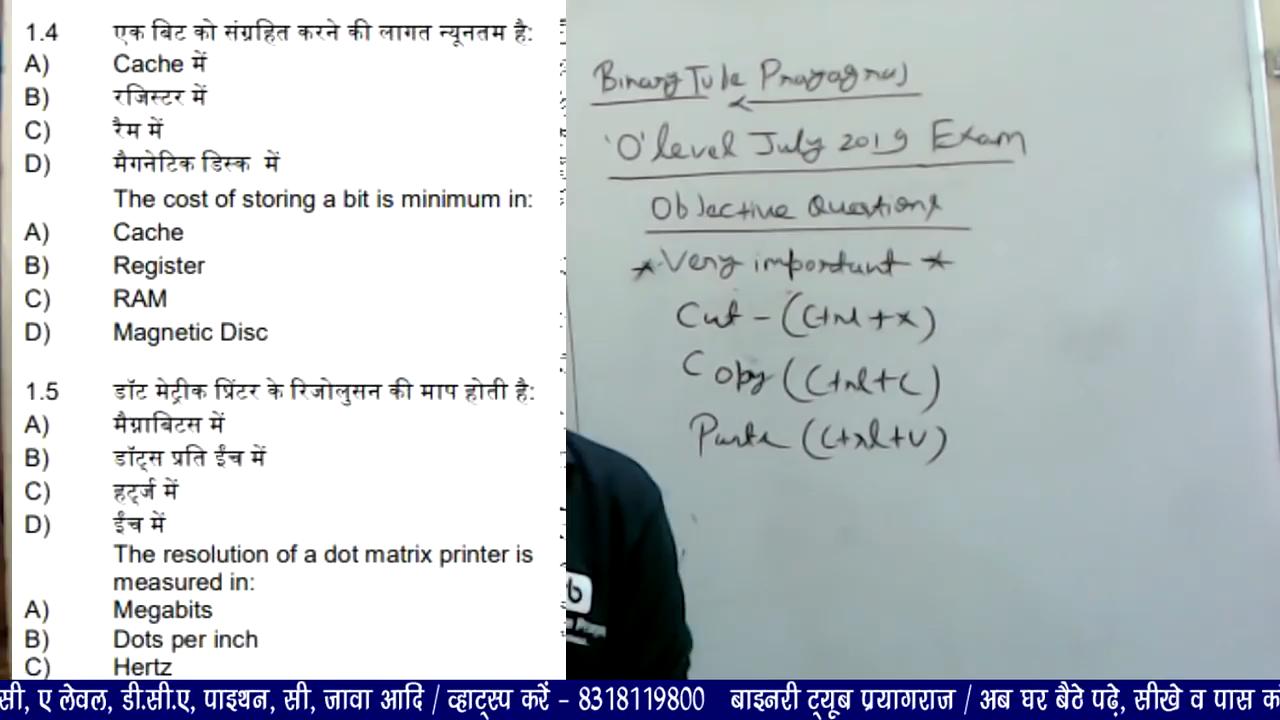 1.4 एक बिट को संग्रहित करने की लागत न्यूनतम है:
A) Cache में
B) रजिस्टर में
C) रैम में
D) मैगनेटिक डिस्क में
The cost of storing a bit is minimum in:
A) Cache
B) Register
C) RAM
D) Magnetic Disc
1.5 डॉट मेट्रीक प्रिंटर के रिजोलुसन की माप होती है:
A) मैग्राबिटस में
B) डॉट्स प्रति ईंच में
C) हर्ट्ज में
D) ईंच में
The resolution of a dot matrix printer is
measured in:
A) Megabits
B) Dots per inch
C) Hertz
Binary Tube Prayagraj
'O' level July 2019 Exam
Objective Questions
*Very important *
Cut - (Ctrl + x)
Copy (Ctrl + C)
Paste (Ctrl + V)
b
सी, ए लेवल, डी.सी.ए, पाइथन, सी, जावा आदि / व्हाट्स्प करें - 8318119800 बाइनरी ट्यूब प्रयागराज / अब घर बैठे पढ़े, सीखे व पास